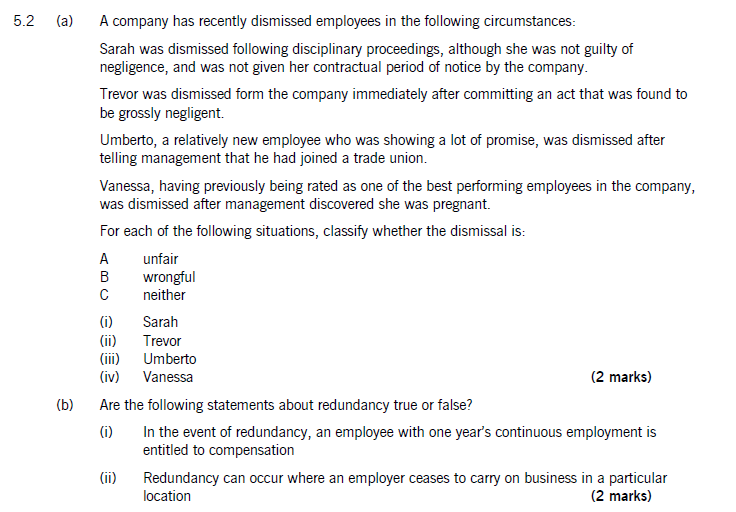 5.2 (a) A company has recently dismissed employees in the following circumstances:
Sarah was dismissed following disciplinary proceedings, although she was not guilty of
negligence, and was not given her contractual period of notice by the company.
Trevor was dismissed form the company immediately after committing an act that was found to
be grossly negligent.
Umberto, a relatively new employee who was showing a lot of promise, was dismissed after
telling management that he had joined a trade union.
Vanessa, having previously being rated as one of the best performing employees in the company,
was dismissed after management discovered she was pregnant.
For each of the following situations, classify whether the dismissal is:
A unfair
B wrongful
C neither
(i) Sarah
(ii) Trevor
(iii) Umberto
(iv) Vanessa (2 marks)
(b) Are the following statements about redundancy true or false?
(i) In the event of redundancy, an employee with one year's continuous employment is
entitled to compensation
(ii) Redundancy can occur where an employer ceases to carry on business in a particular
location (2 marks)